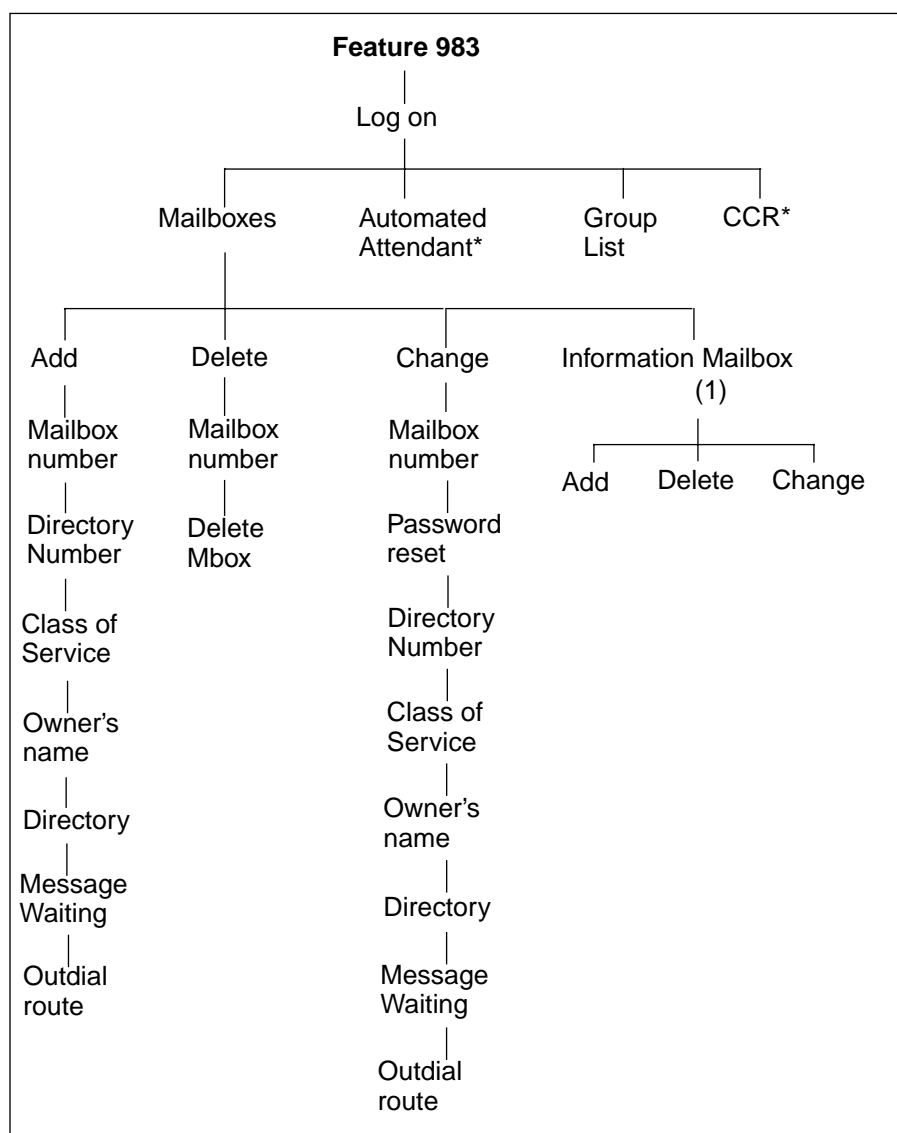 Feature 983
Log on
Mailboxes
Automated
Attendant*
Group
List
CCR*
Add
Mailbox
number
Directory
Number
Class of
Service
Owner’s
name
Directory
Message
Waiting
Outdial
route
Delete
Mailbox
number
Delete
Mbox
Change
Mailbox
number
Password
reset
Directory
Number
Class of
Service
Owner’s
name
Directory
Message
Waiting
Outdial
route
Information Mailbox
(1)
Add
Delete
Change